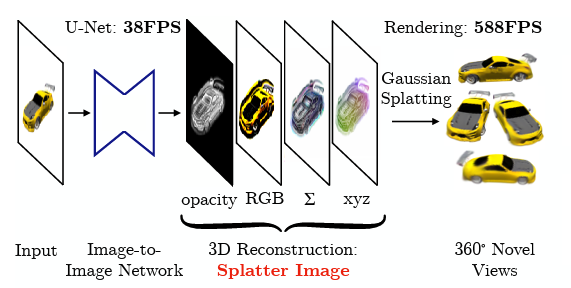 U-Net: 38FPS
Rendering: 588FPS
Gaussian
Splatting
opacity RGB Σ xyz
Input
Image-to-
Image Network
3D Reconstruction:
Splatter Image
360° Novel
Views